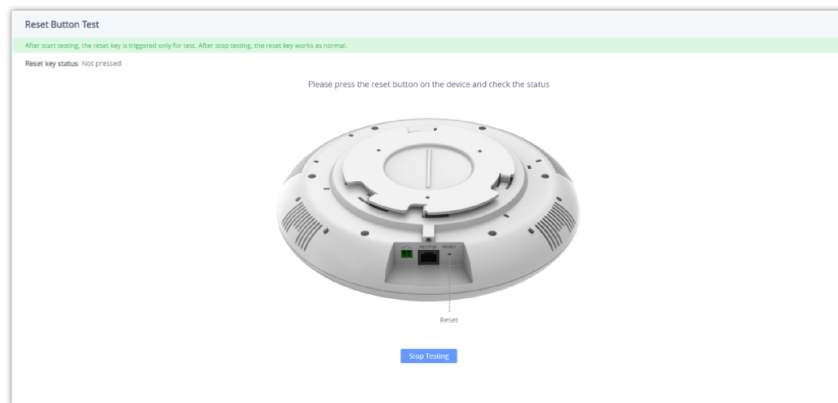 Reset Button Test
After start testing, the reset key is triggered only for test. After stop testing, the reset key works as normal.
Reset key status: Not pressed
Please press the reset button on the device and check the status
RESET
Reset
Stop Testing